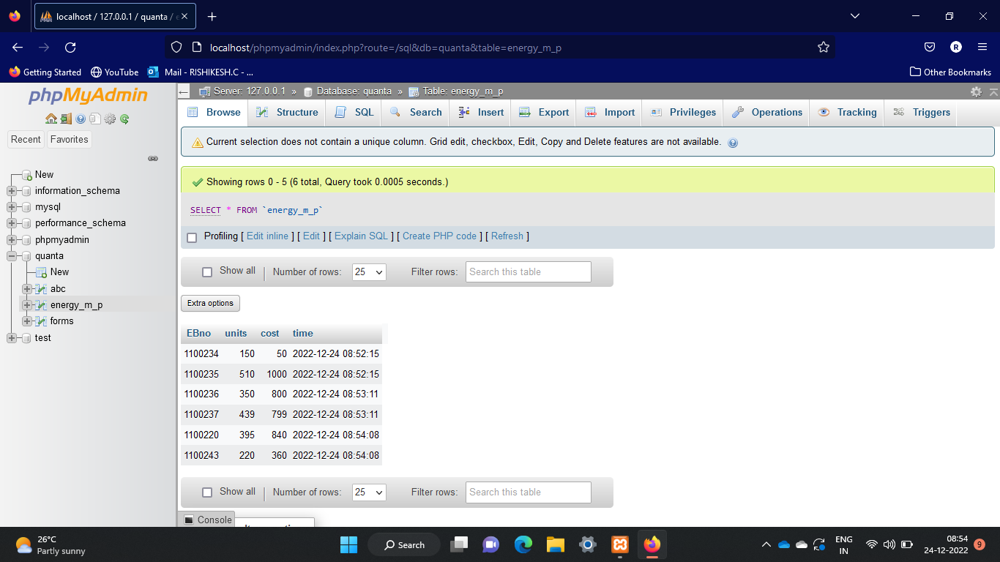 localhost / 127.0.0.1 / quanta / e
localhost/phpmyadmin/index.php?route=/sql&db=quanta&table=energy_m_p
R
Getting Started YouTube Mail - RISHIKESH.C - ... Other Bookmarks
phpMyAdmin
Recent Favorites
New
information_schema
mysql
performance_schema
phpmyadmin
quanta
New
abc
energy_m_p
forms
test
Server: 127.0.0.1 » Database: quanta » Table: energy_m_p
Browse Structure SQL Search Insert Export Import Privileges Operations Tracking Triggers
Current selection does not contain a unique column. Grid edit, checkbox, Edit, Copy and Delete features are not available.
Showing rows 0 - 5 (6 total, Query took 0.0005 seconds.)
SELECT * FROM `energy_m_p`
Profiling [ Edit inline ] [ Edit ] [ Explain SQL ] [ Create PHP code ] [ Refresh ]
Show all Number of rows: 25 Filter rows: Search this table
Extra options
EBno units cost time
1100234 150 50 2022-12-24 08:52:15
1100235 510 1000 2022-12-24 08:52:15
1100236 350 800 2022-12-24 08:53:11
1100237 439 799 2022-12-24 08:53:11
1100220 395 840 2022-12-24 08:54:08
1100243 220 360 2022-12-24 08:54:08
Show all Number of rows: 25 Filter rows: Search this table
Console
26°C
Partly sunny
Search
ENG
IN
08:54
24-12-2022
9